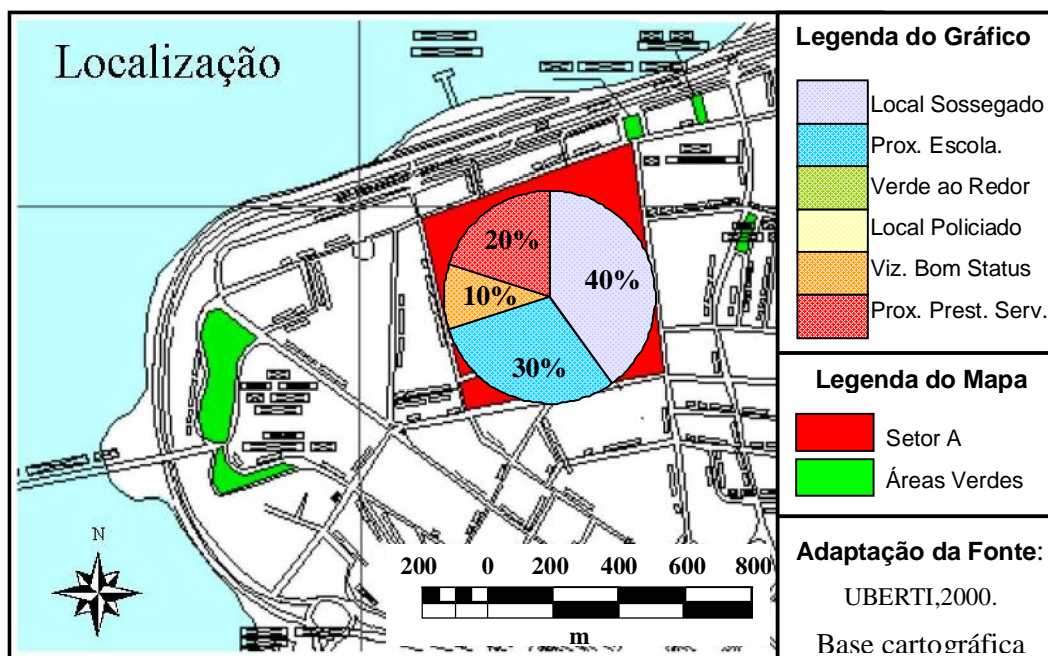 Localização
20%
40%
10%
30%
N
200 0 200 400 600 800
m
Legenda do Gráfico
Local Sossegado
Prox. Escola.
Verde ao Redor
Local Policiado
Viz. Bom Status
Prox. Prest. Serv.
Legenda do Mapa
Setor A
Áreas Verdes
Adaptação da Fonte:
UBERTI,2000.
Base cartográfica